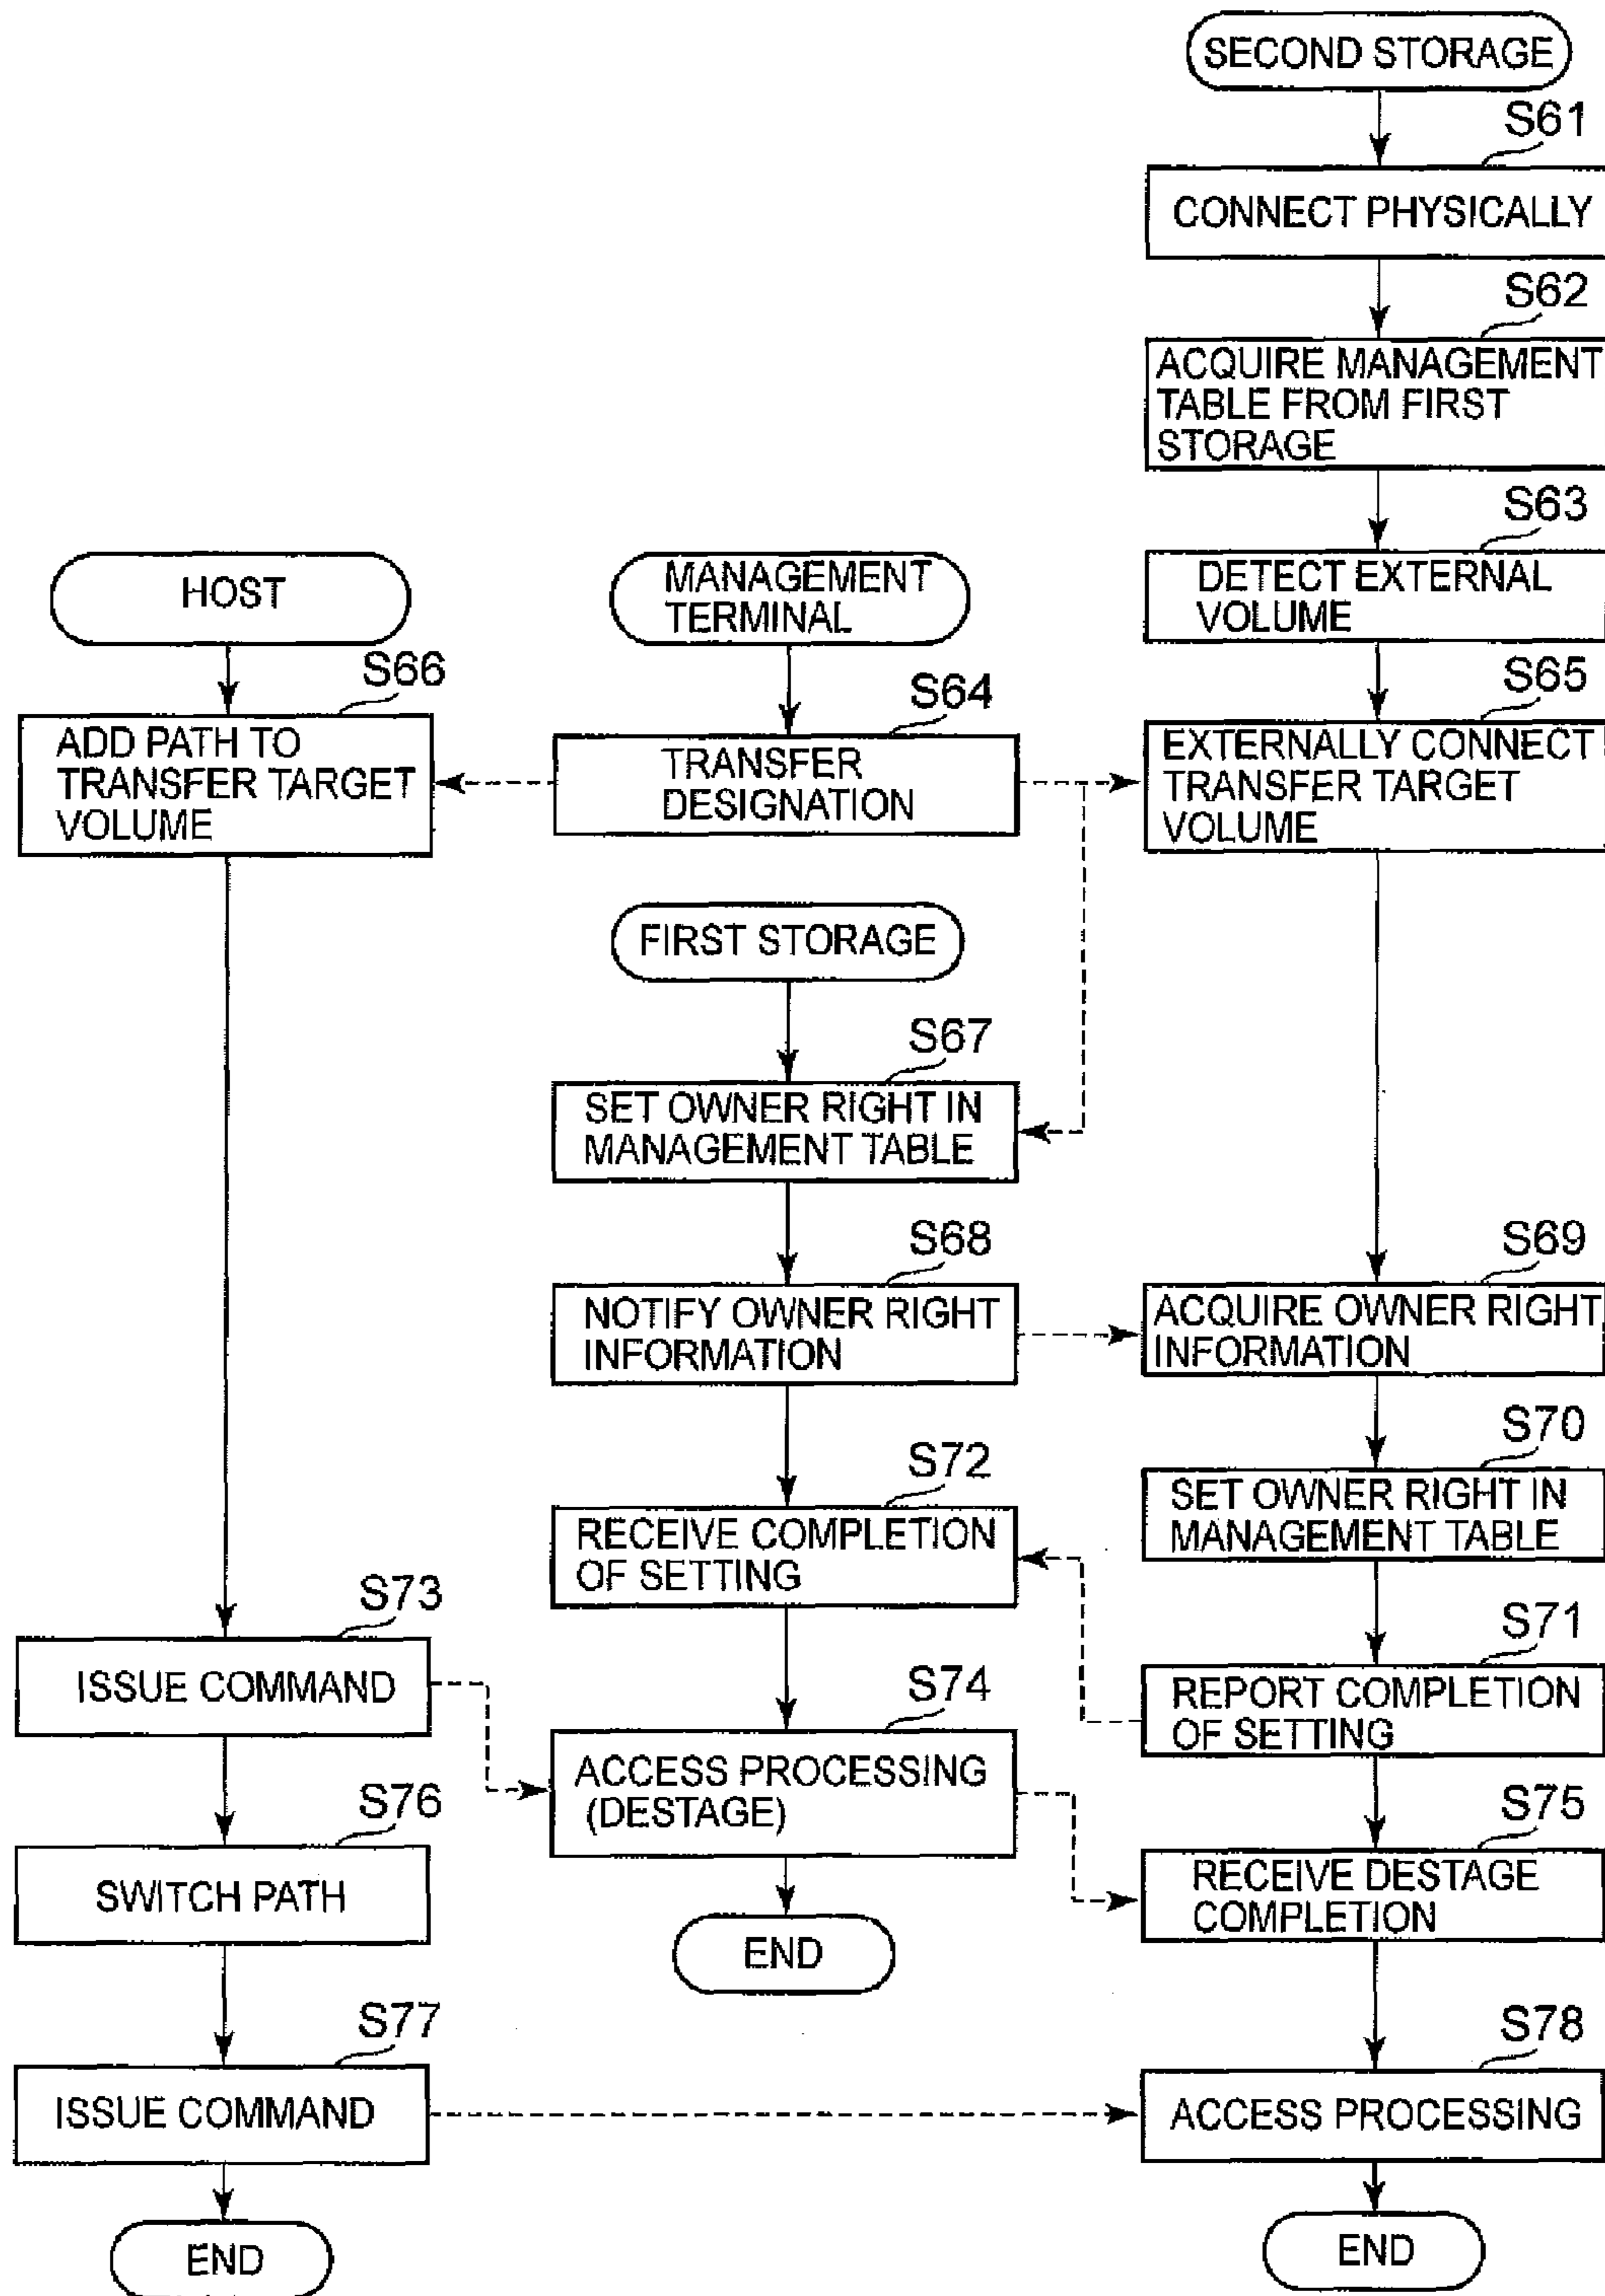 SECOND STORAGE
S61
CONNECT PHYSICALLY
S62
ACQUIRE MANAGEMENT
TABLE FROM FIRST
STORAGE
S63
DETECT EXTERNAL
VOLUME
HOST
MANAGEMENT
TERMINAL
S66
ADD PATH TO
TRANSFER TARGET
VOLUME
S64
TRANSFER
DESIGNATION
S65
EXTERNALLY CONNECT
TRANSFER TARGET
VOLUME
FIRST STORAGE
S67
SET OWNER RIGHT IN
MANAGEMENT TABLE
S68
NOTIFY OWNER RIGHT
INFORMATION
S69
ACQUIRE OWNER RIGHT
INFORMATION
S70
SET OWNER RIGHT IN
MANAGEMENT TABLE
S72
RECEIVE COMPLETION
OF SETTING
S71
REPORT COMPLETION
OF SETTING
S73
ISSUE COMMAND
S74
ACCESS PROCESSING
(DESTAGE)
S75
RECEIVE DESTAGE
COMPLETION
S76
SWITCH PATH
END
S77
ISSUE COMMAND
S78
ACCESS PROCESSING
END
END